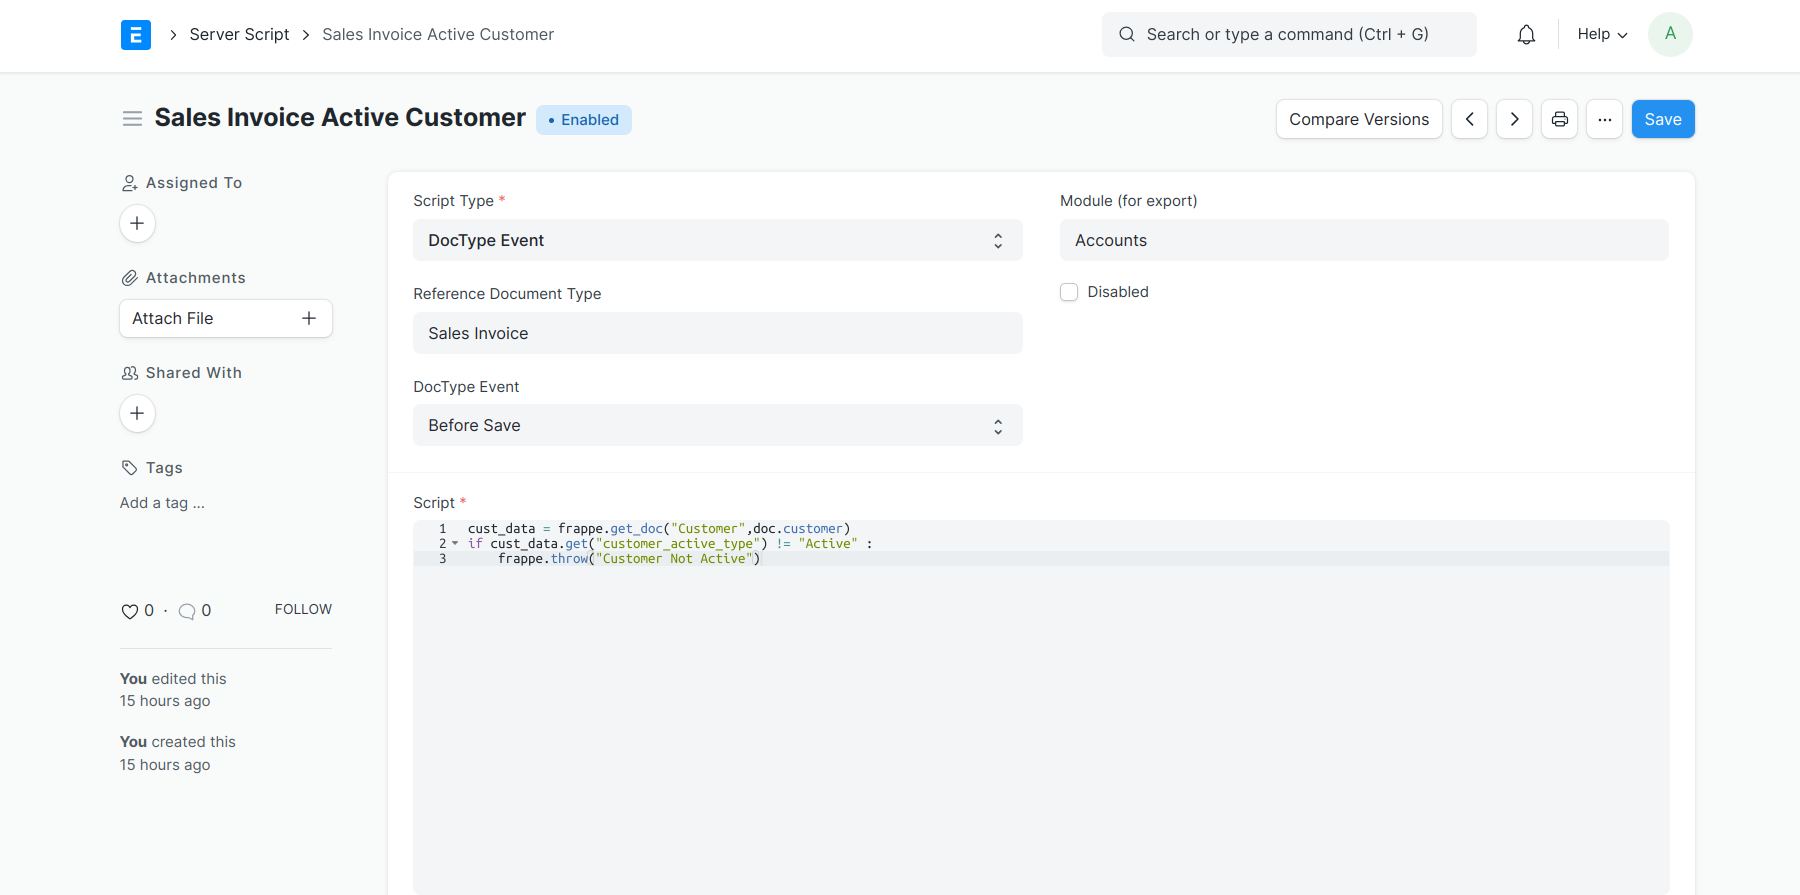 E
Server Script
Sales Invoice Active Customer
Search or type a command (Ctrl + G)
Help
A
Sales Invoice Active Customer
Enabled
Compare Versions
Save
Assigned To
Attachments
Attach File
Shared With
Tags
Add a tag ...
0 · 0
FOLLOW
You edited this
15 hours ago
You created this
15 hours ago
Script Type *
DocType Event
Module (for export)
Accounts
Reference Document Type
Sales Invoice
Disabled
DocType Event
Before Save
Script *
1 cust_data = frappe.get_doc("Customer",doc.customer)
2 if cust_data.get("customer_active_type") != "Active" :
3     frappe.throw("Customer Not Active")